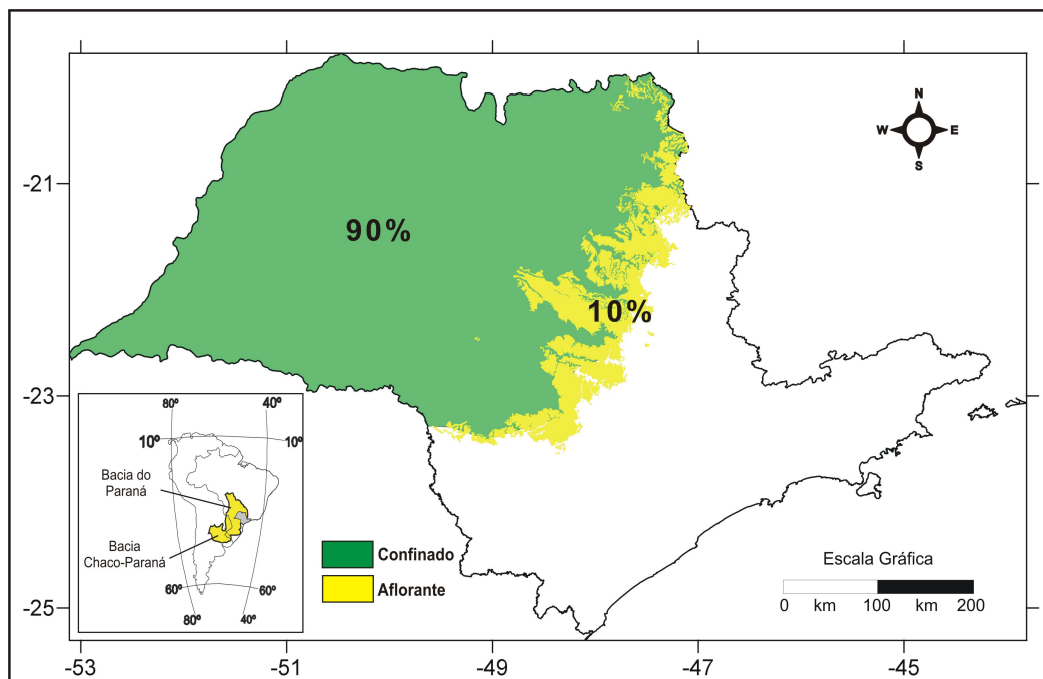 N
W E
S
-21
90%
10%
-23
80º 40º
10º 10º
Bacia do
Paraná
Bacia
Chaco-Paraná
60º 60º
80º 40º
Confinado
Aflorante
Escala Gráfica
0 km 100 km 200
-25
-53 -51 -49 -47 -45